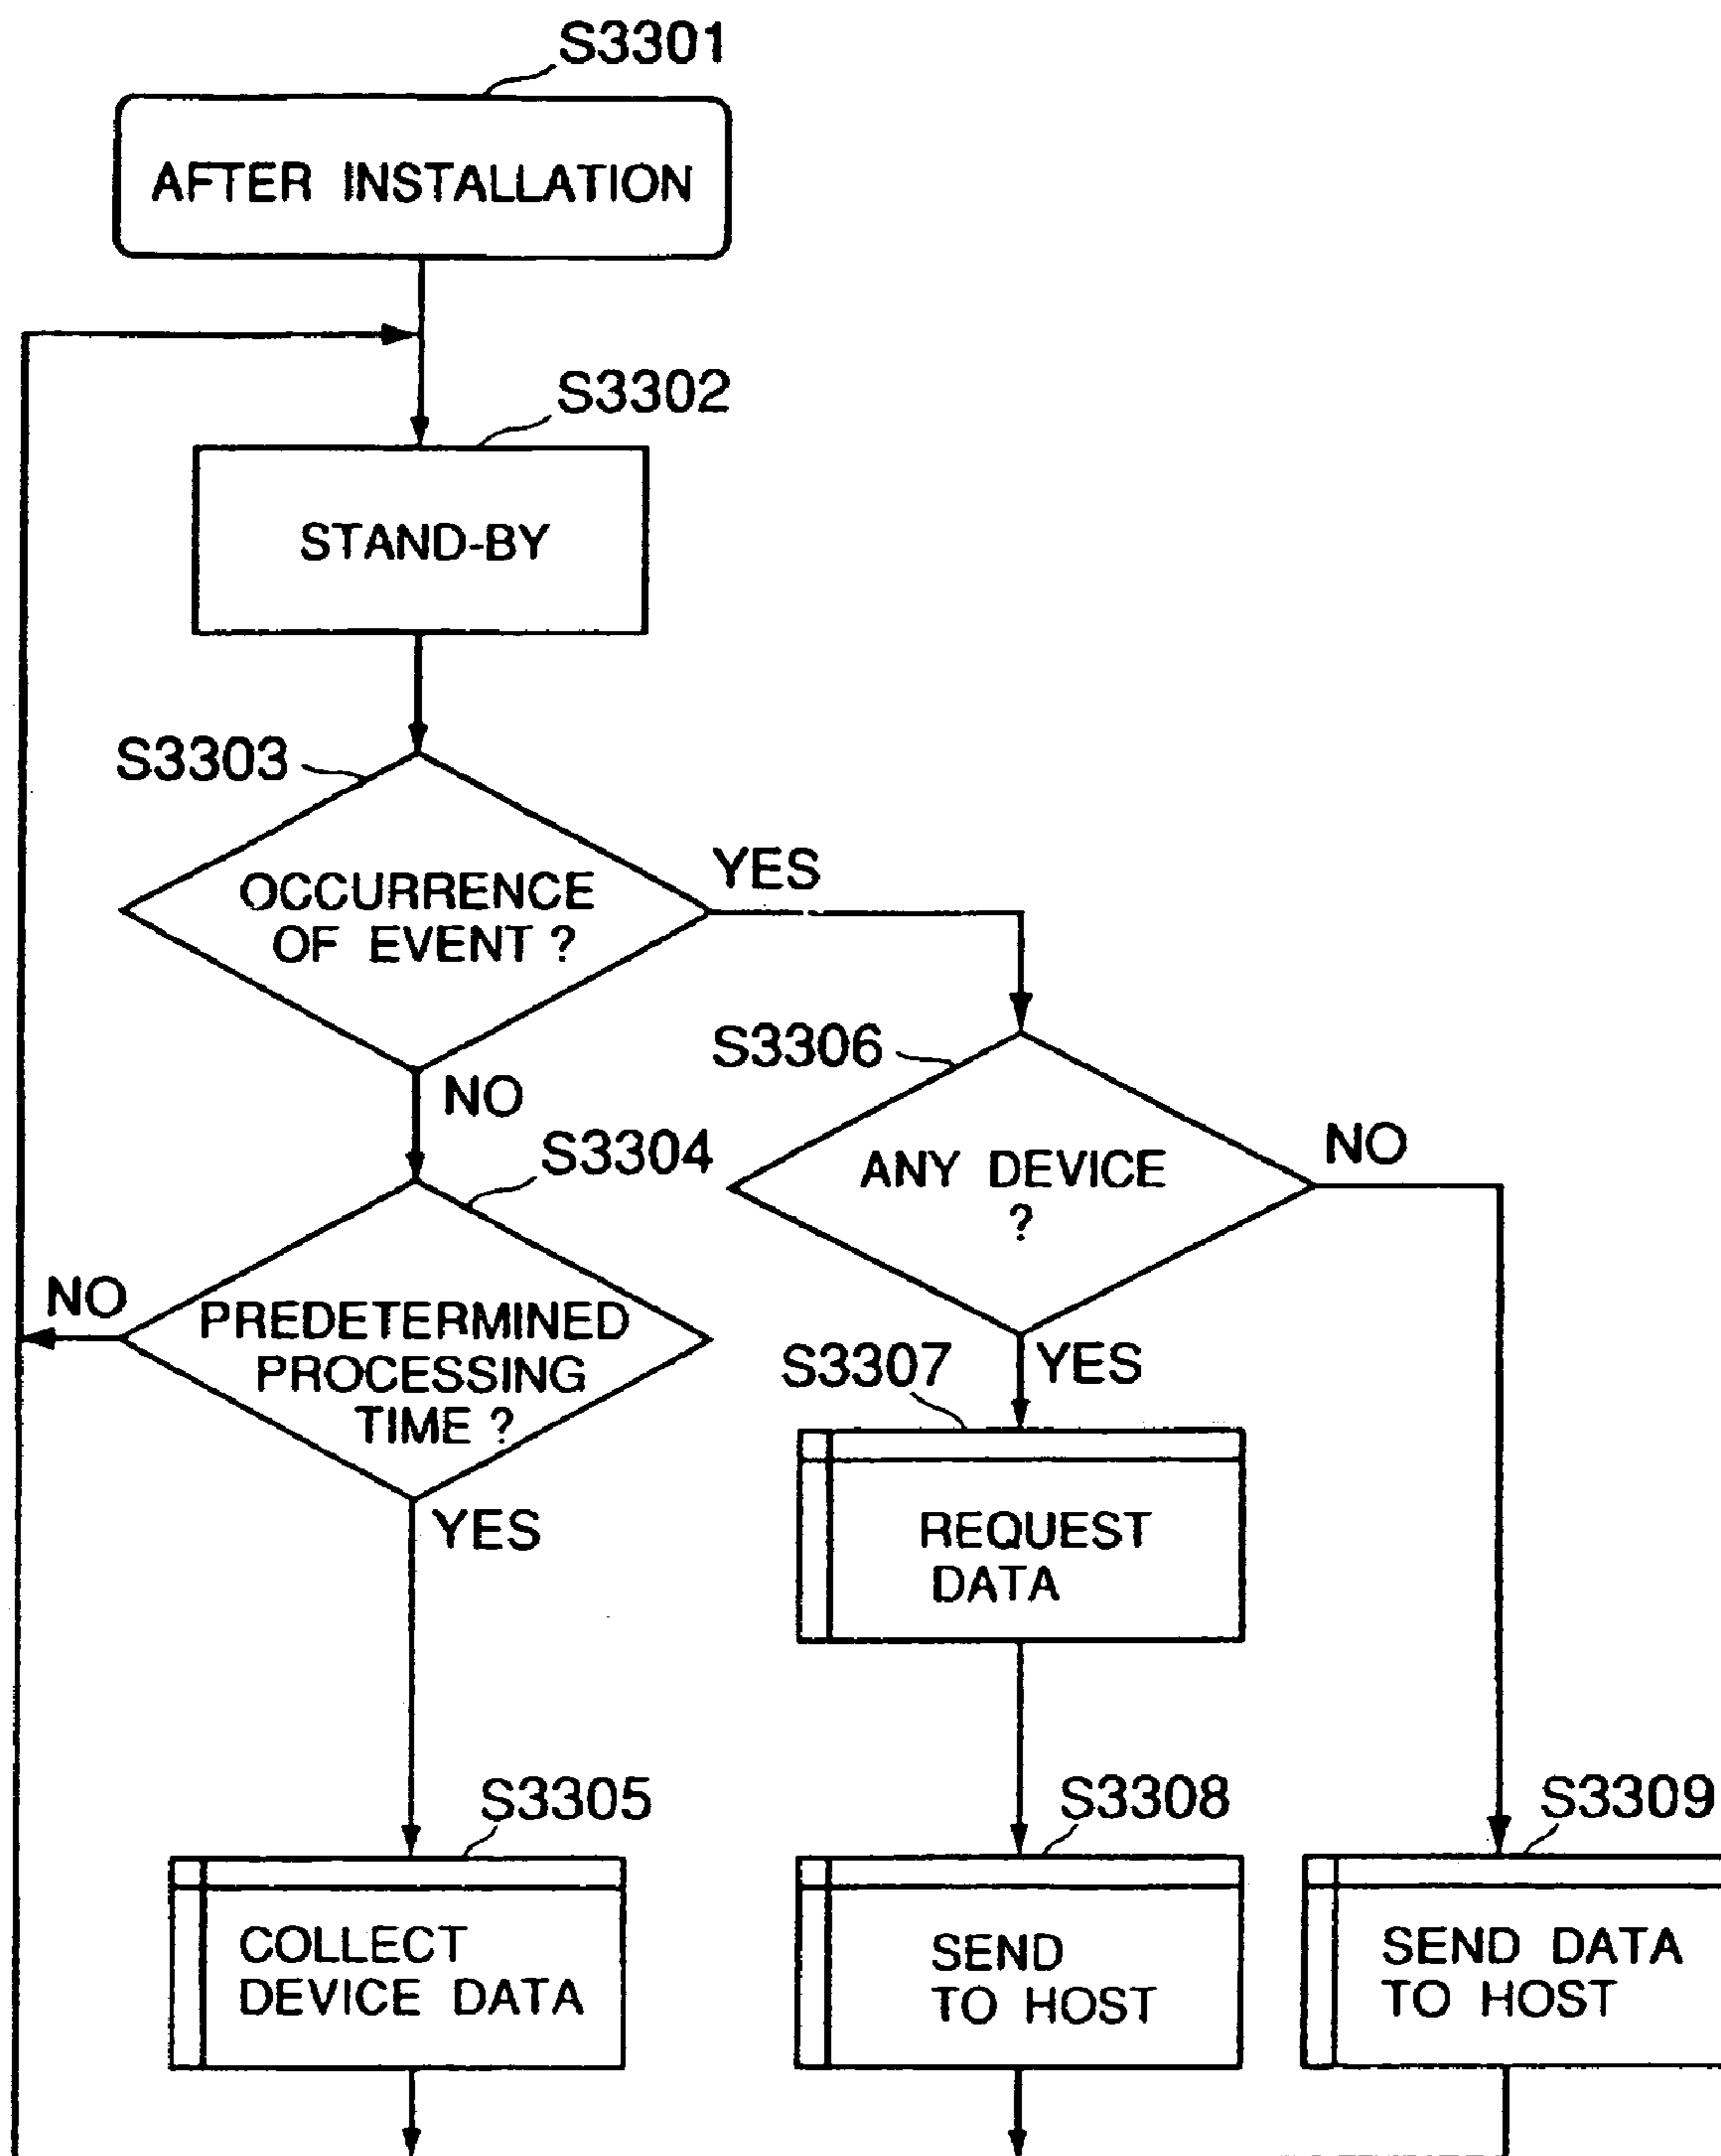 S3301
AFTER INSTALLATION
S3302
STAND-BY
S3303
OCCURRENCE
OF EVENT ?
YES
NO
S3304
PREDETERMINED
PROCESSING
TIME ?
NO
YES
S3305
COLLECT
DEVICE DATA
S3306
ANY DEVICE
?
NO
YES
S3307
REQUEST
DATA
S3308
SEND
TO HOST
S3309
SEND DATA
TO HOST